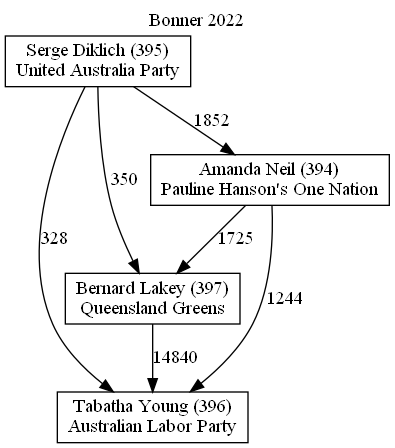 Bonner 2022
Serge Diklich (395)
United Australia Party
1852
Amanda Neil (394)
Pauline Hanson's One Nation
350
328
1725
1244
Bernard Lakey (397)
Queensland Greens
14840
Tabatha Young (396)
Australian Labor Party